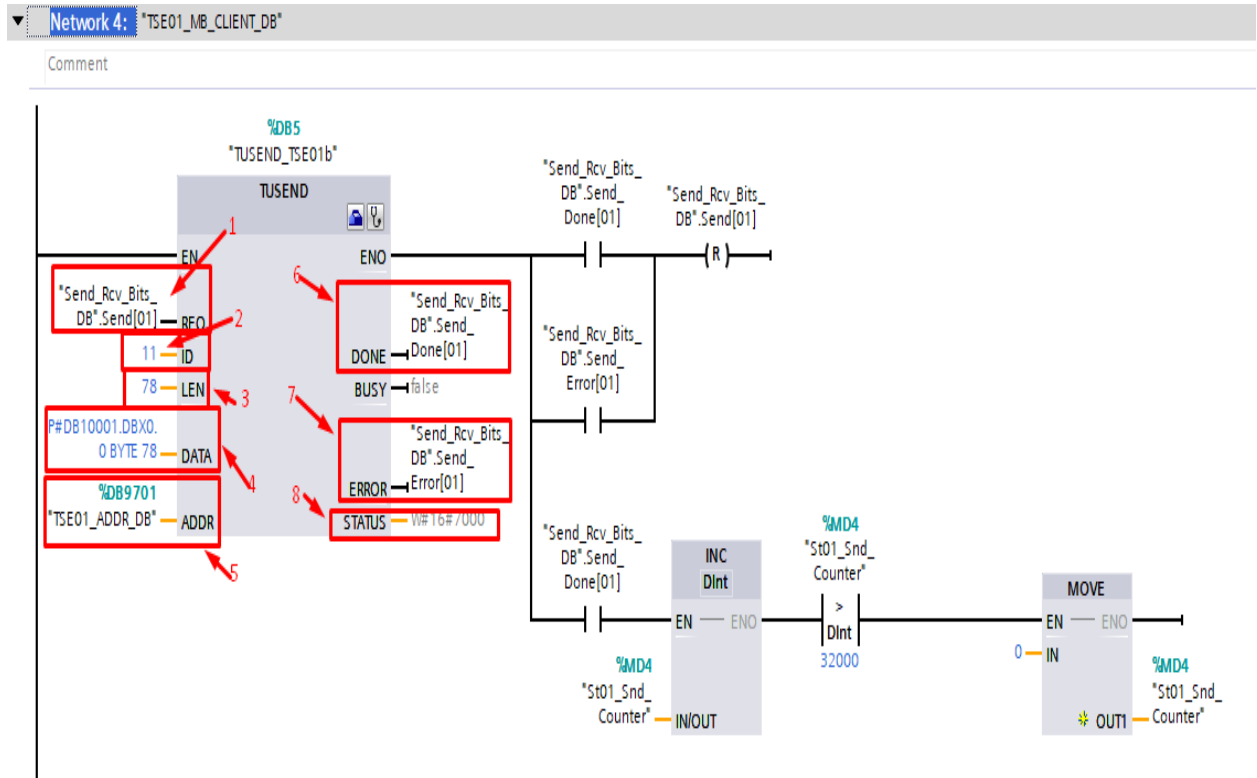 Network 4: "TSE01_MB_CLIENT_DB"
Comment
%DB5
"TUSEND_TSE01b"
TUSEND
EN
ENO
1
"Send_Rcv_Bits_
DB".Send[01]
REQ
2
11
ID
78
LEN
3
P#DB10001.DBX0.
0 BYTE 78
DATA
4
%DB9701
"TSE01_ADDR_DB"
ADDR
5
6
DONE
"Send_Rcv_Bits_
DB".Send_
Done[01]
BUSY
false
7
ERROR
"Send_Rcv_Bits_
DB".Send_
Error[01]
8
STATUS
W#16#7000
"Send_Rcv_Bits_
DB".Send_
Done[01]
"Send_Rcv_Bits_
DB".Send[01]
R
"Send_Rcv_Bits_
DB".Send_
Error[01]
"Send_Rcv_Bits_
DB".Send_
Done[01]
INC
DInt
EN
ENO
%MD4
"St01_Snd_
Counter"
IN/OUT
%MD4
"St01_Snd_
Counter"
>
DInt
32000
MOVE
EN
ENO
0
IN
OUT1
%MD4
"St01_Snd_
Counter"